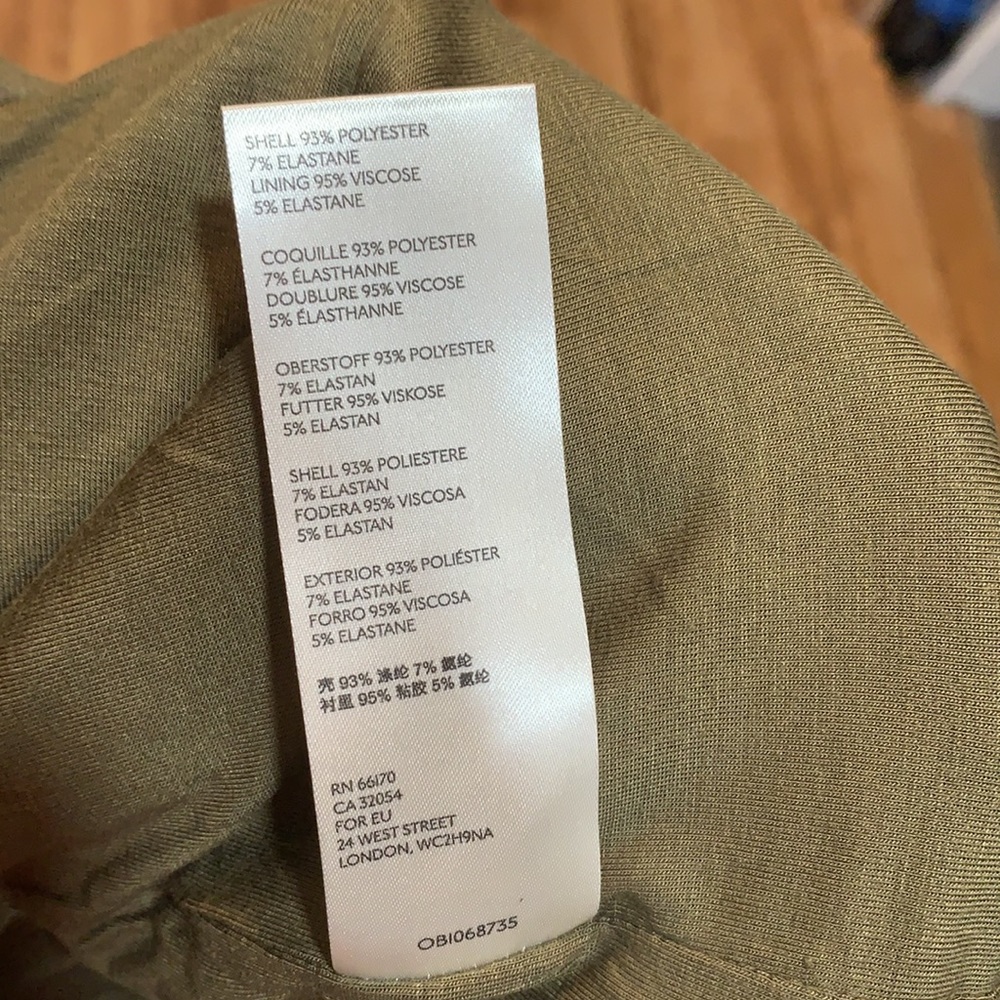 SHELL 93% POLYESTER
7% ELASTANE
LINING 95% VISCOSE
5% ELASTANE
COQUILLE 93% POLYESTER
7% ÉLASTHANNE
DOUBLURE 95% VISCOSE
5% ÉLASTHANNE
OBERSTOFF 93% POLYESTER
7% ELASTAN
FUTTER 95% VISKOSE
5% ELASTAN
SHELL 93% POLIESTERE
7% ELASTAN
FODERA 95% VISCOSA
5% ELASTAN
EXTERIOR 93% POLIÉSTER
7% ELASTANE
FORRO 95% VISCOSA
5% ELASTANE
壳 93% 涤纶 7% 氨纶
衬里 95% 粘胶 5% 氨纶
RN 66170
CA 32054
FOR EU
24 WEST STREET
LONDON, WC2H9NA
OBI068735